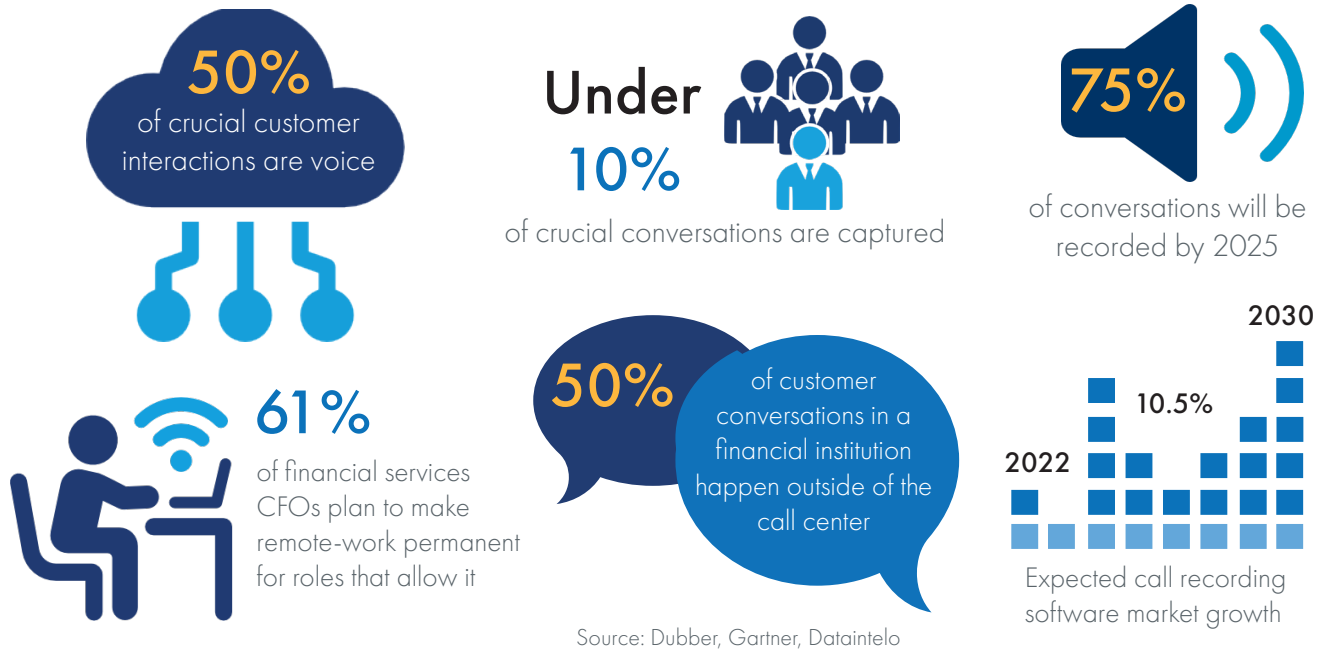 50%
of crucial customer
interactions are voice
Under
10%
of crucial conversations are captured
75%
of conversations will be
recorded by 2025
61%
of financial services
CFOs plan to make
remote-work permanent
for roles that allow it
50%
of customer
conversations in a
financial institution
happen outside of the
call center
2030
10.5%
2022
Expected call recording
software market growth
Source: Dubber, Gartner, Dataintelo